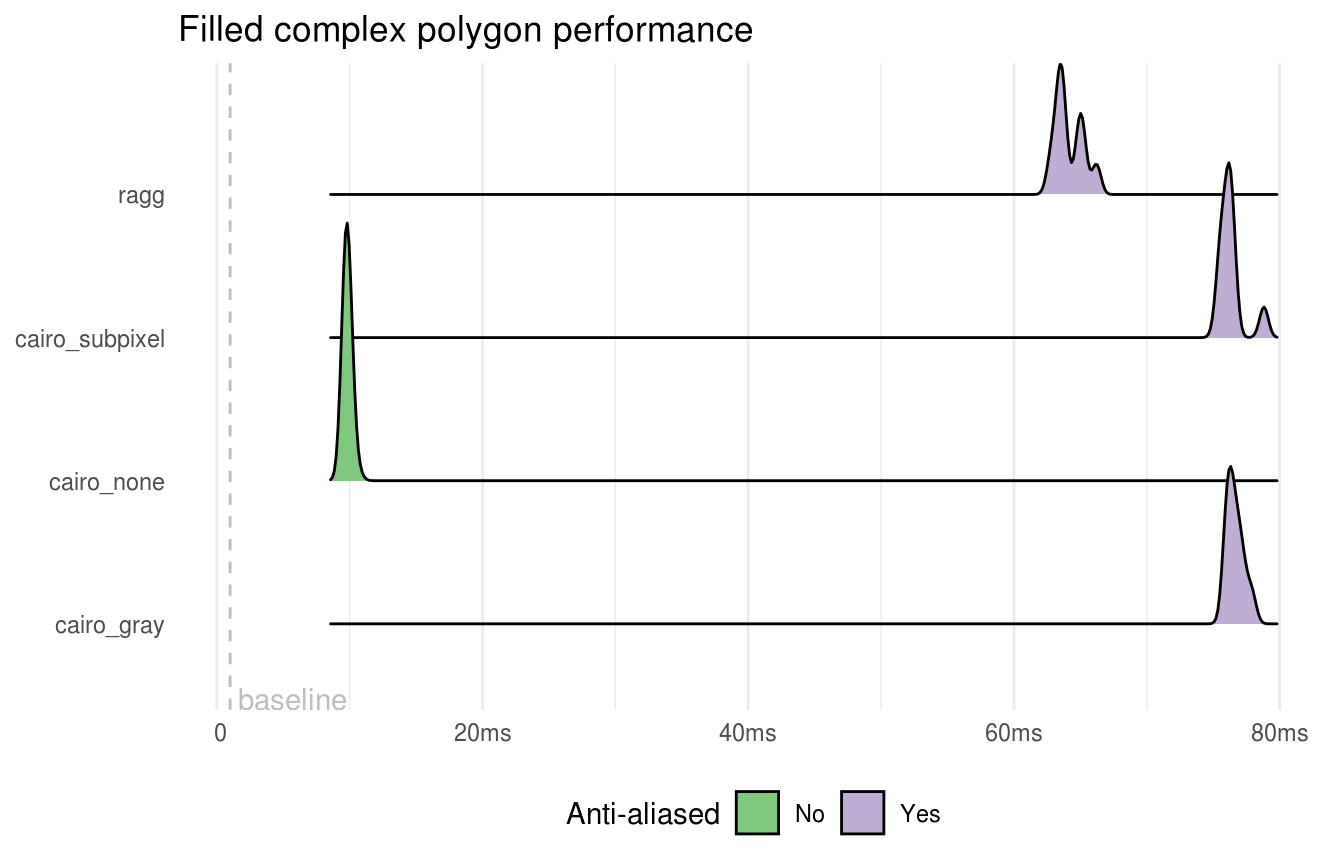 Filled complex polygon performance
ragg
cairo_subpixel
cairo_none
cairo_gray
baseline
0 20ms 40ms 60ms 80ms
Anti-aliased No Yes